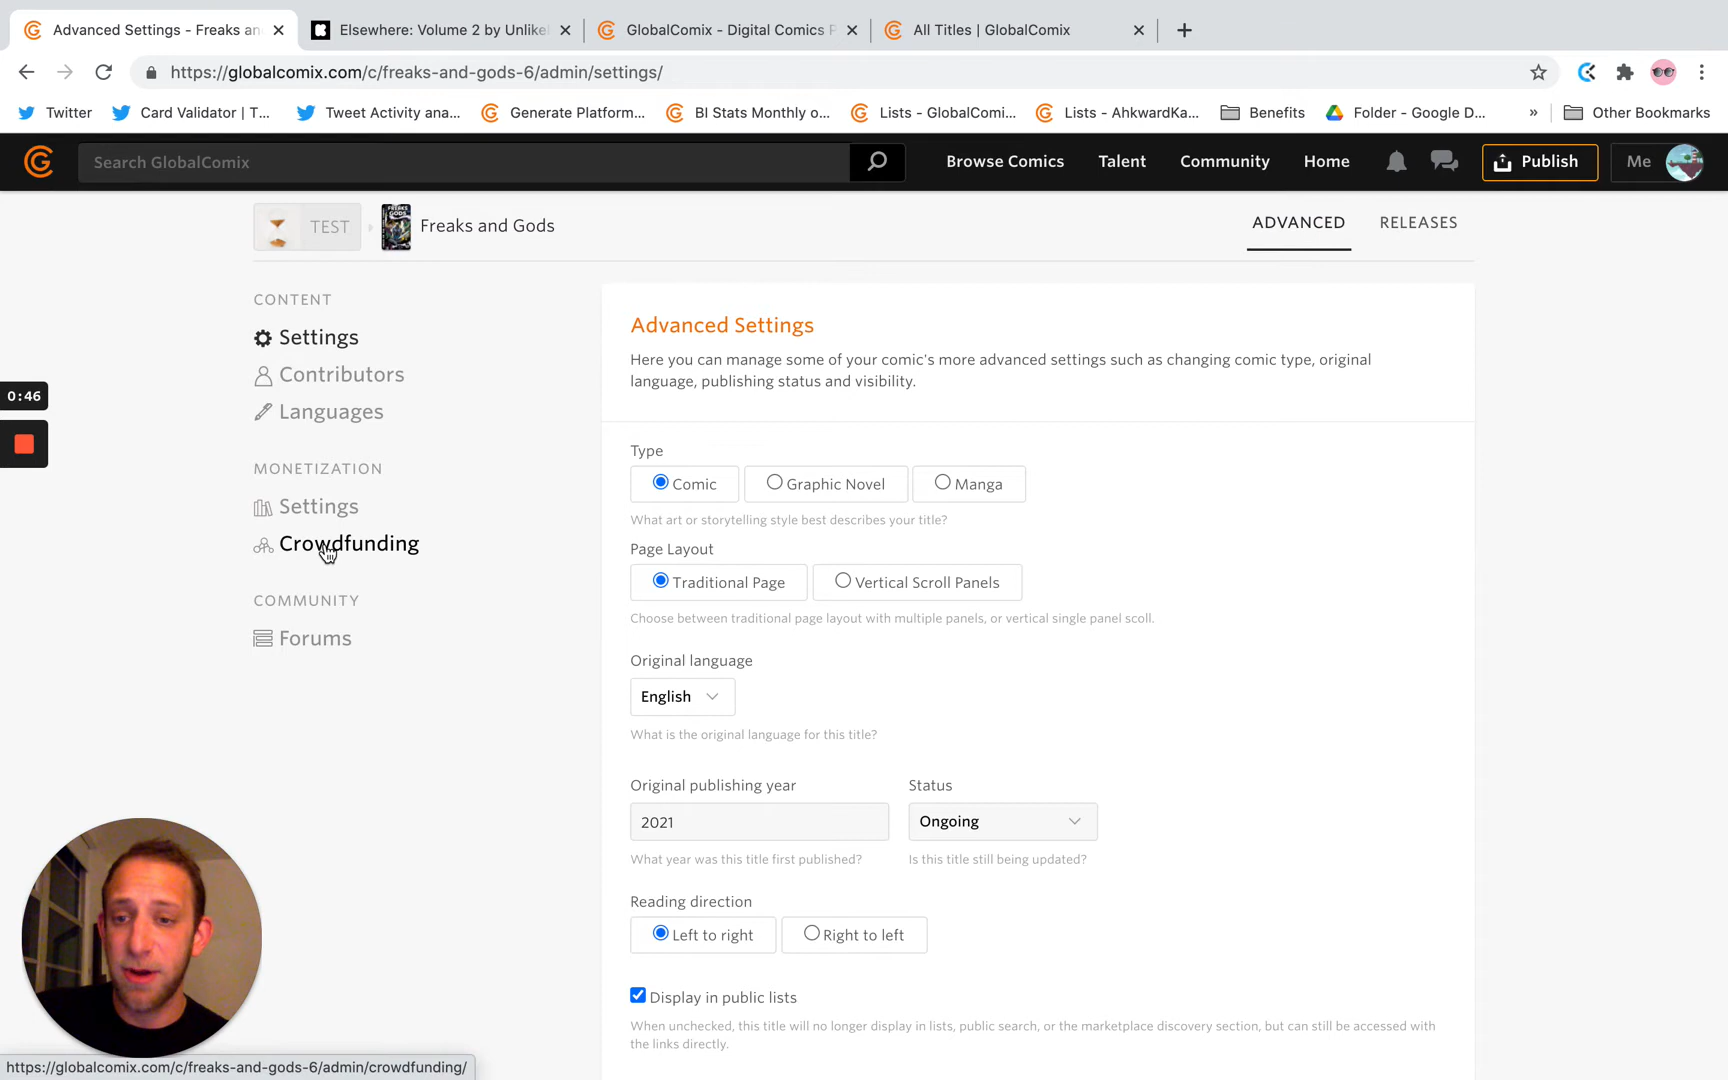 Advanced Settings - Freaks an
Elsewhere: Volume 2 by Unlikel
GlobalComix - Digital Comics P
All Titles | GlobalComix
https://globalcomix.com/c/freaks-and-gods-6/admin/settings/
Twitter
Card Validator | T...
Tweet Activity ana...
Generate Platform...
BI Stats Monthly o...
Lists - GlobalComi...
Lists - AhkwardKa...
Benefits
Folder - Google D...
»
Other Bookmarks
Search GlobalComix
Browse Comics
Talent
Community
Home
Publish
Me
TEST
Freaks and Gods
ADVANCED
RELEASES
CONTENT
Settings
Contributors
Languages
MONETIZATION
Settings
Crowdfunding
COMMUNITY
Forums
0:46
Advanced Settings
Here you can manage some of your comic's more advanced settings such as changing comic type, original
language, publishing status and visibility.
Type
Comic
Graphic Novel
Manga
What art or storytelling style best describes your title?
Page Layout
Traditional Page
Vertical Scroll Panels
Choose between traditional page layout with multiple panels, or vertical single panel scoll.
Original language
English
What is the original language for this title?
Original publishing year
Status
2021
Ongoing
What year was this title first published?
Is this title still being updated?
Reading direction
Left to right
Right to left
Display in public lists
When unchecked, this title will no longer display in lists, public search, or the marketplace discovery section, but can still be accessed with
the links directly.
https://globalcomix.com/c/freaks-and-gods-6/admin/crowdfunding/